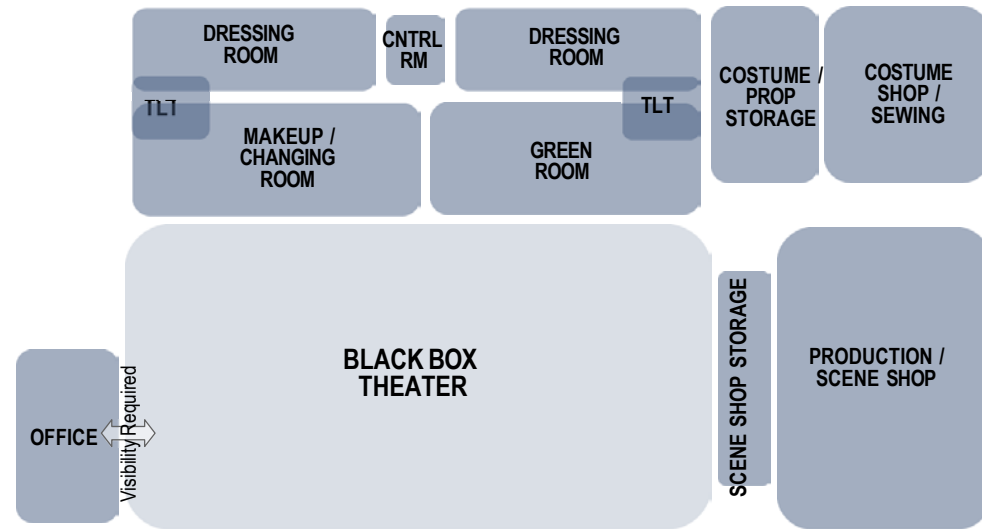 DRESSING
ROOM
CNTRL
RM
DRESSING
ROOM
COSTUME /
PROP
STORAGE
COSTUME
SHOP /
SEWING
TLT
TLT
MAKEUP /
CHANGING
ROOM
GREEN
ROOM
BLACK BOX
THEATER
SCENE SHOP STORAGE
PRODUCTION /
SCENE SHOP
OFFICE
Visibility Required